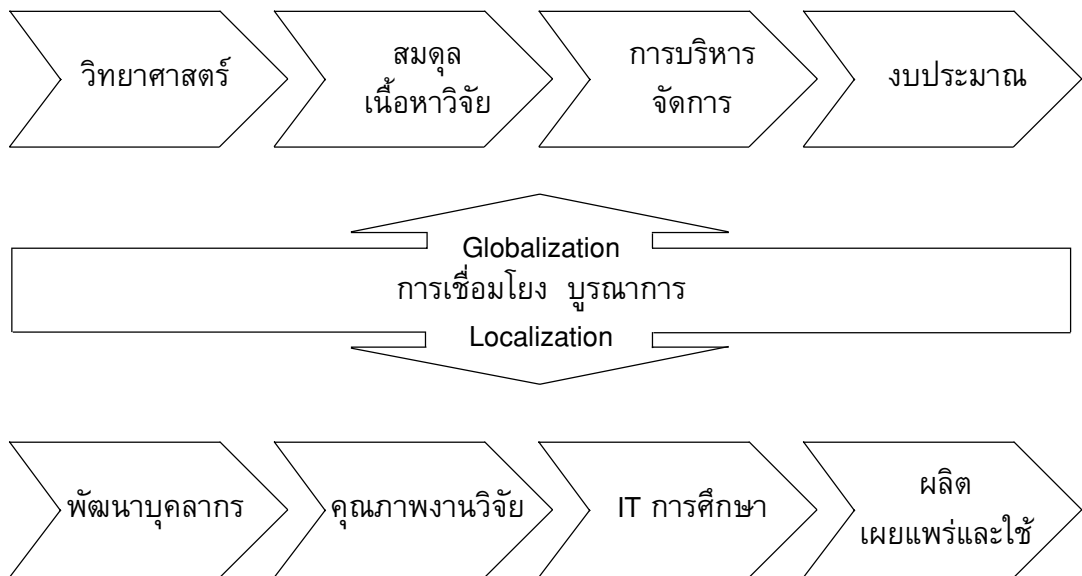 วิทยาศาสตร์
สมดุล
เนื้อหาวิจัย
การบริหาร
จัดการ
งบประมาณ
Globalization
การเชื่อมโยง บูรณาการ
Localization
พัฒนาบุคลากร
คุณภาพงานวิจัย
IT การศึกษา
ผลิต
เผยแพร่และใช้